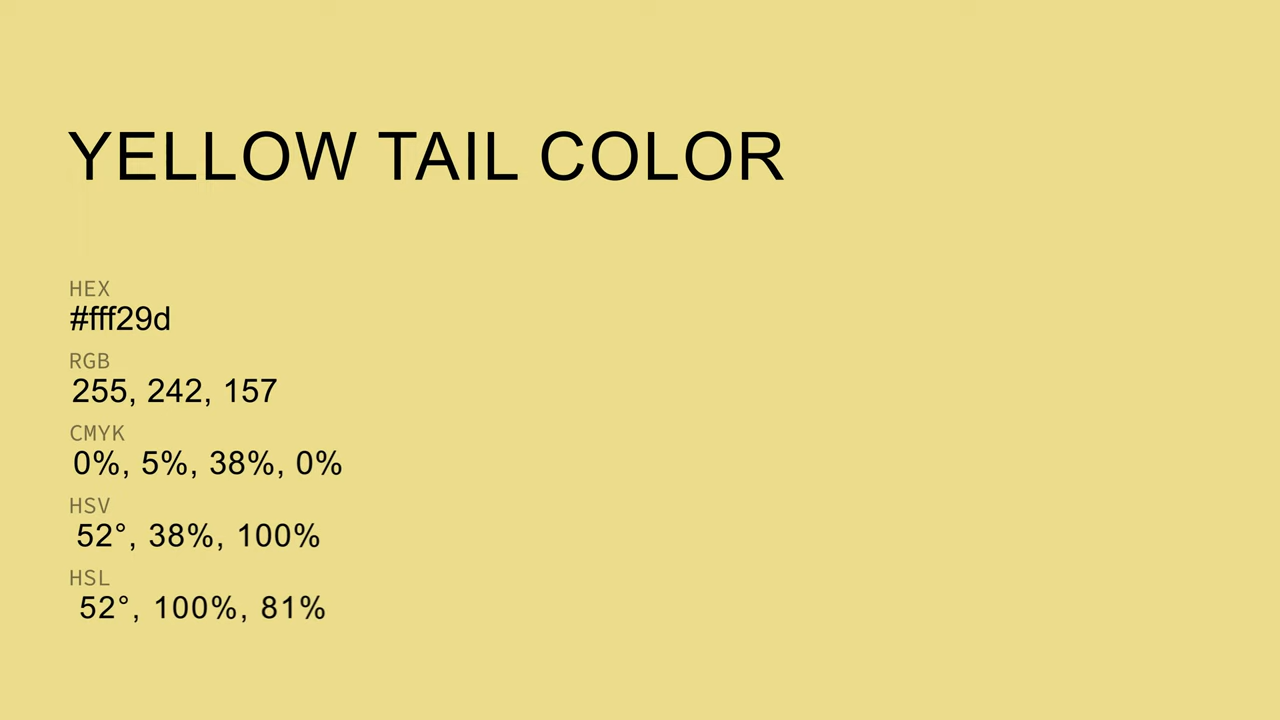 YELLOW TAIL COLOR
HEX
#fff29d
RGB
255, 242, 157
CMYK
0%, 5%, 38%, 0%
HSV
52°, 38%, 100%
HSL
52°, 100%, 81%